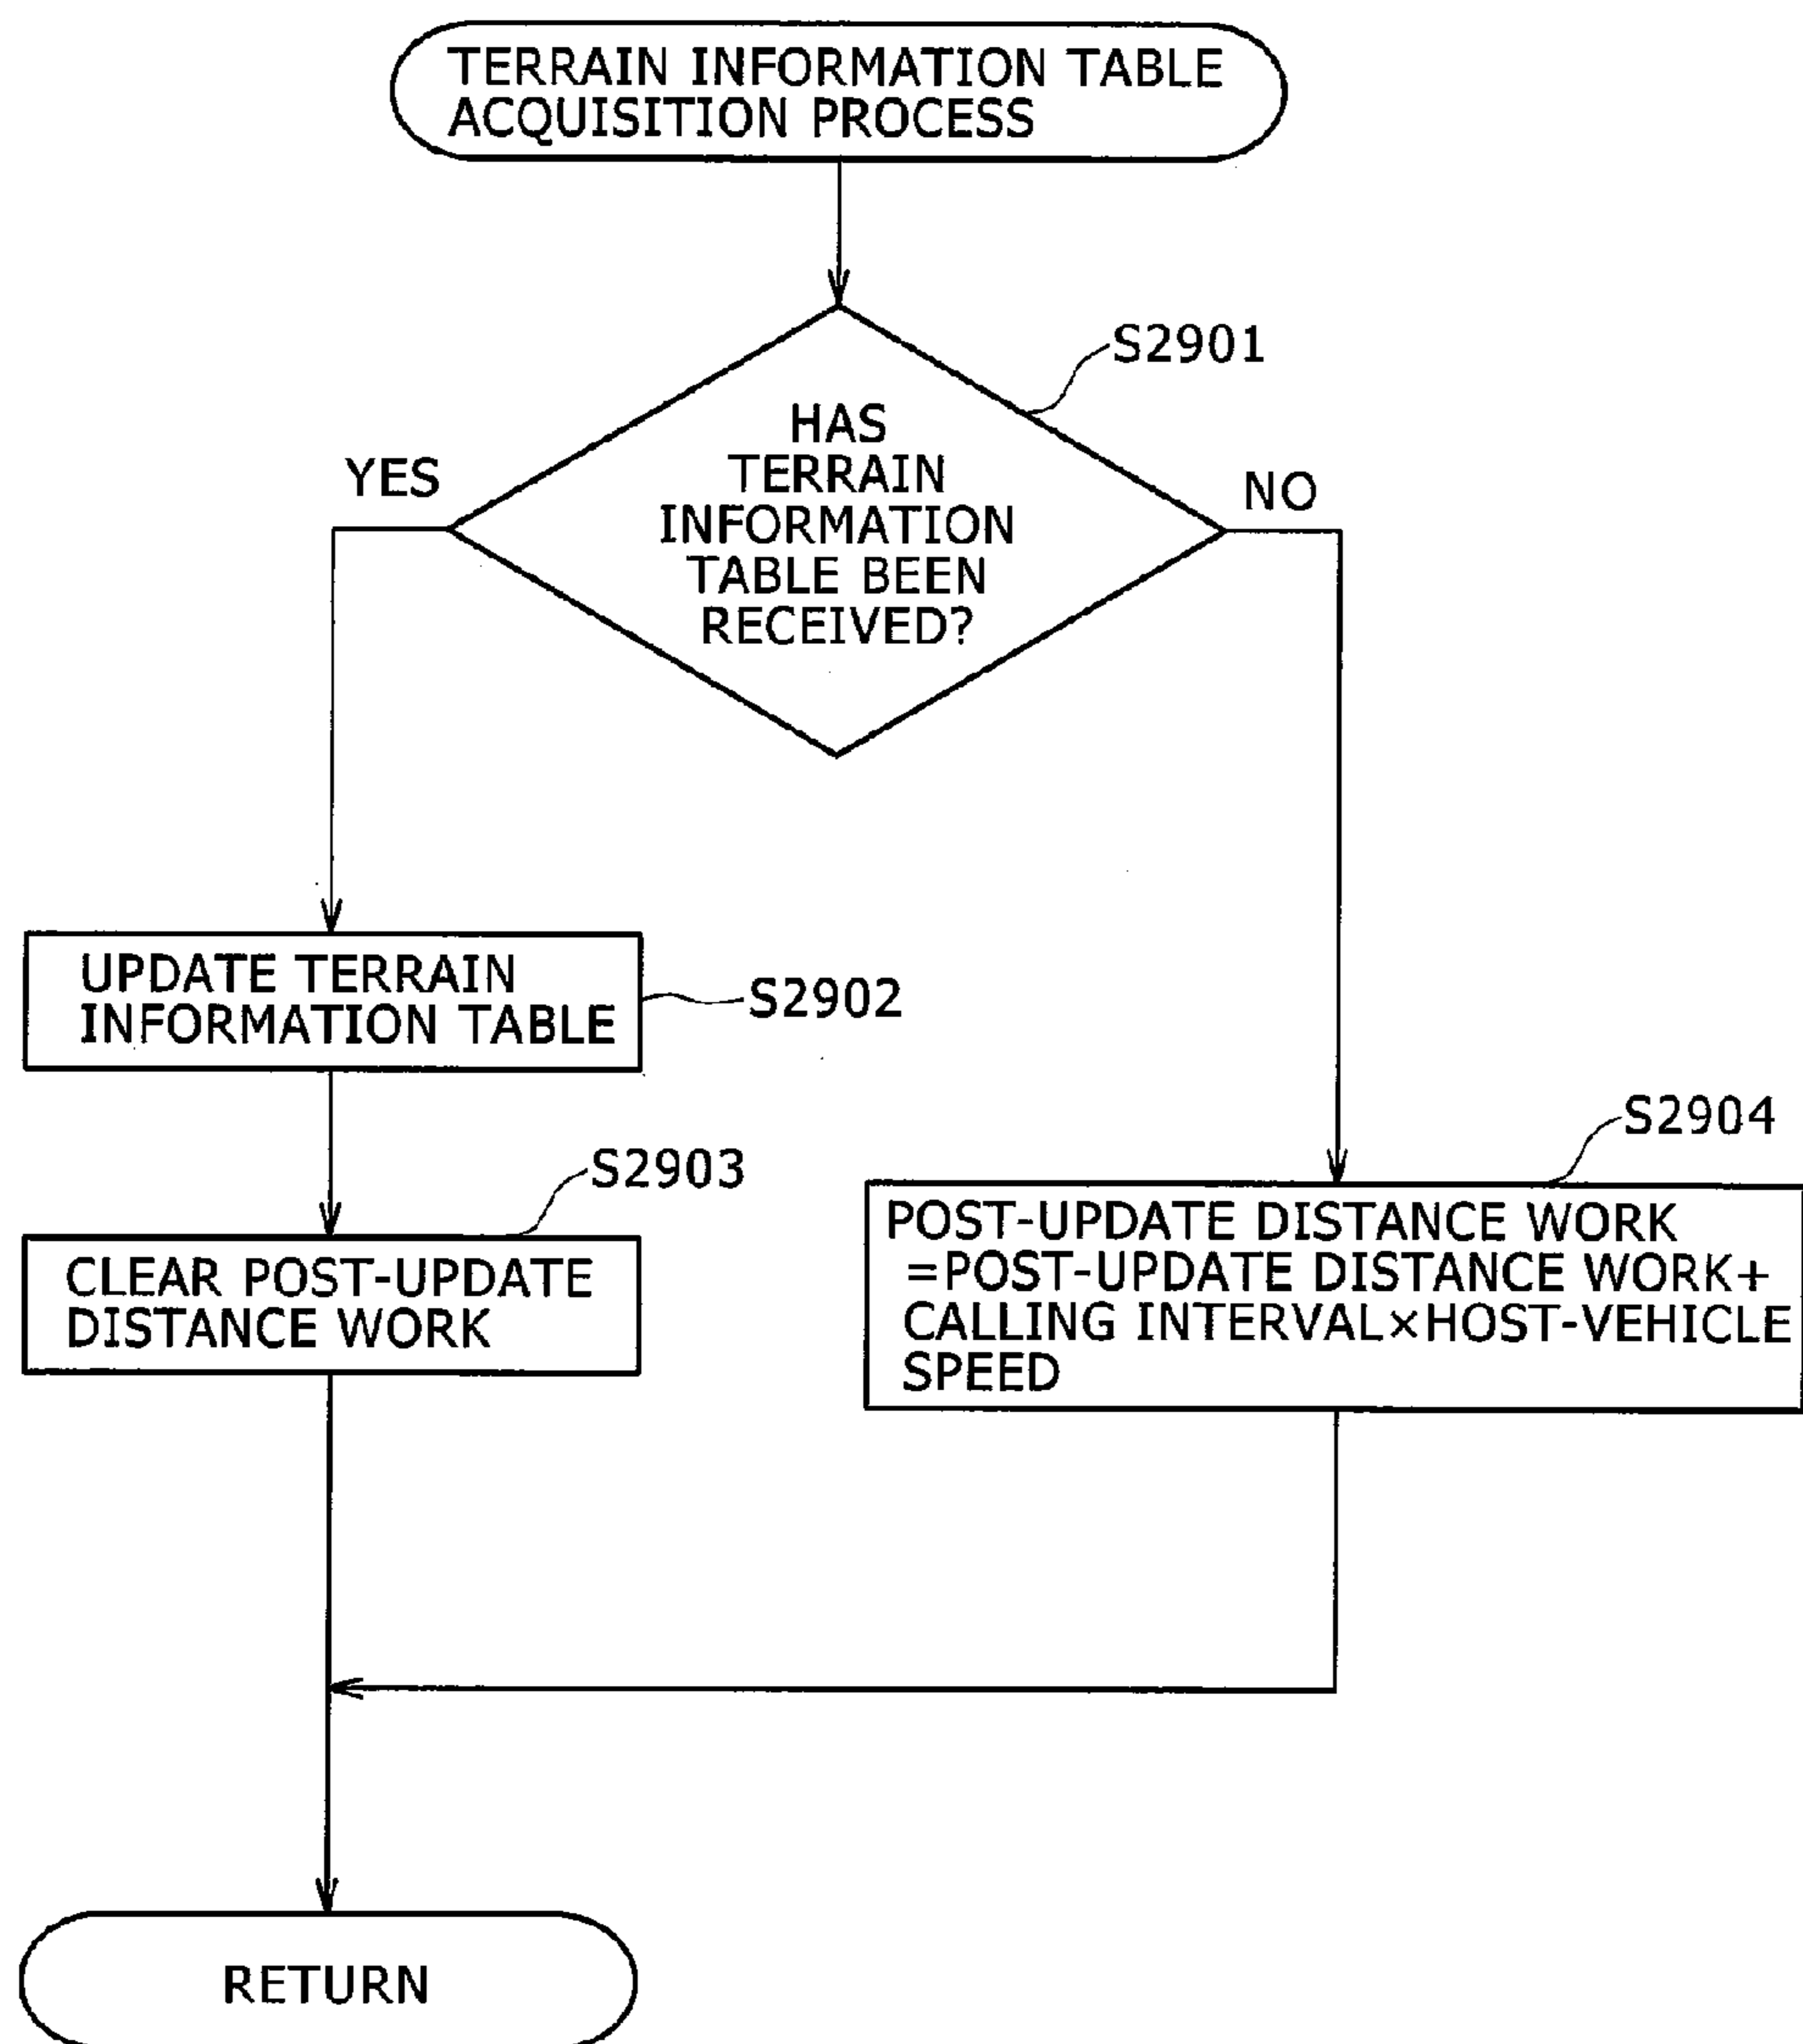 TERRAIN INFORMATION TABLE
ACQUISITION PROCESS
S2901
HAS
TERRAIN
INFORMATION
TABLE BEEN
RECEIVED?
YES
NO
UPDATE TERRAIN
INFORMATION TABLE
S2902
S2903
CLEAR POST-UPDATE
DISTANCE WORK
S2904
POST-UPDATE DISTANCE WORK
=POST-UPDATE DISTANCE WORK+
CALLING INTERVAL×HOST-VEHICLE
SPEED
RETURN